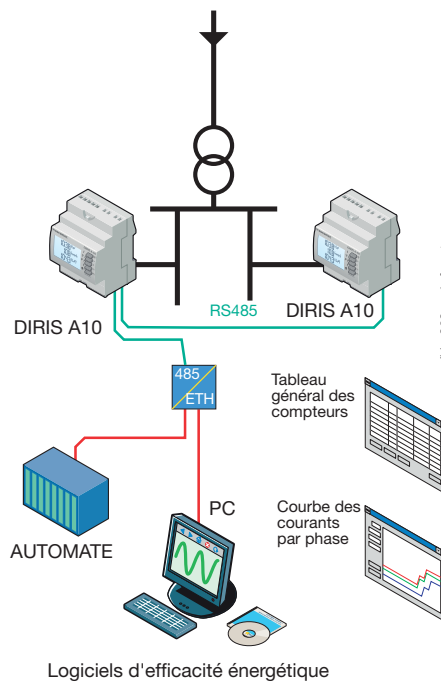 RS485
DIRIS A10
DIRIS A10
485
ETH
Tableau
général des
compteurs
PC
Courbe des
courants
par phase
AUTOMATE
Logiciels d'efficacité énergétique